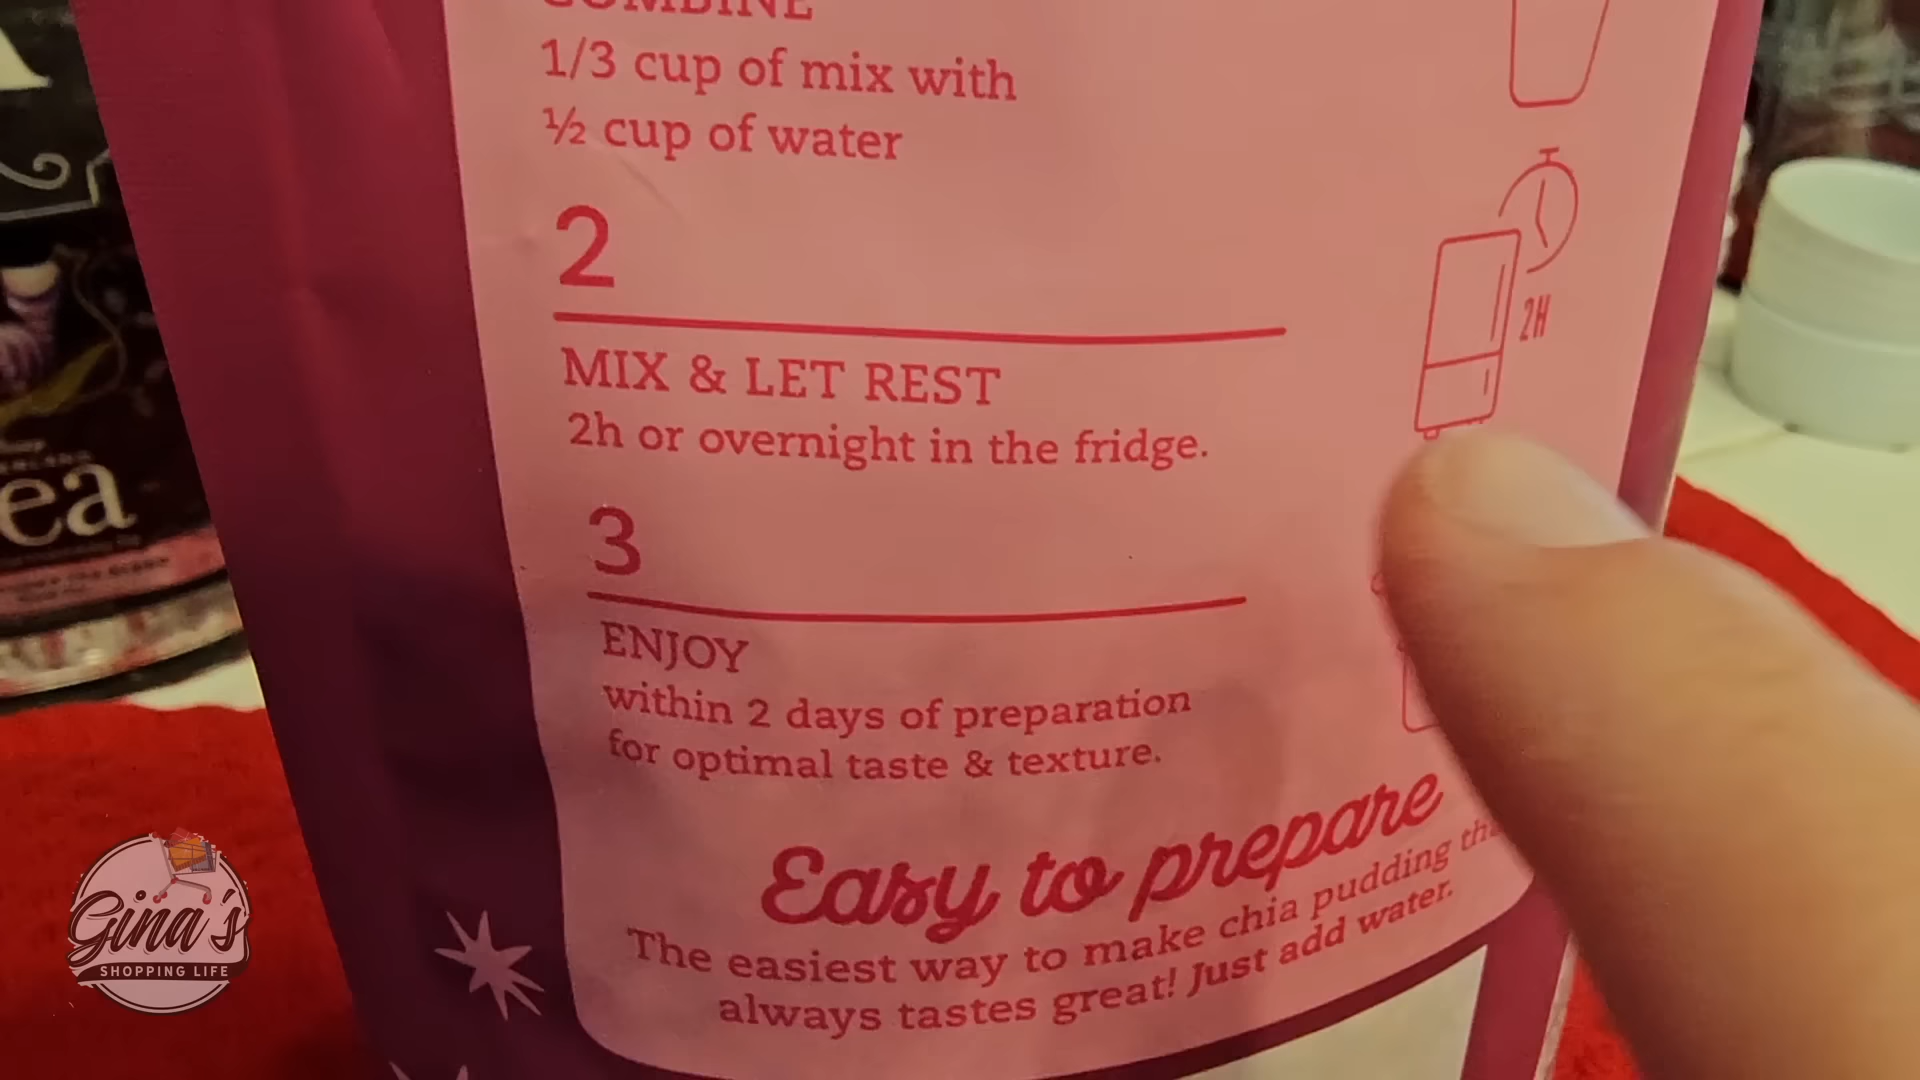 COMBINE
1/3 cup of mix with
½ cup of water
2
MIX & LET REST
2h or overnight in the fridge.
2H
3
ENJOY
within 2 days of preparation
for optimal taste & texture.
Easy to prepare
The easiest way to make chia pudding
always tastes great! Just add water.
ea
Gina's
SHOPPING LIFE